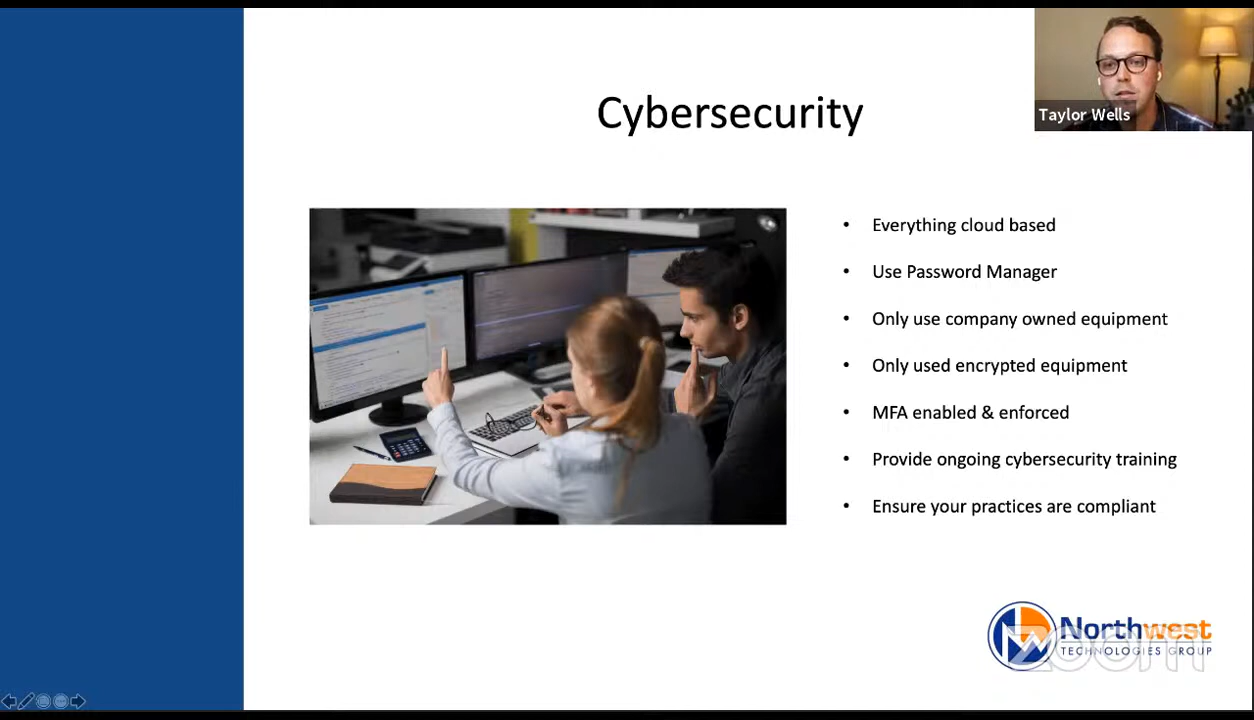 Cybersecurity
Taylor Wells
• Everything cloud based
• Use Password Manager
• Only use company owned equipment
• Only used encrypted equipment
• MFA enabled & enforced
• Provide ongoing cybersecurity training
• Ensure your practices are compliant
Northwest
TECHNOLOGIES GROUP
zoom